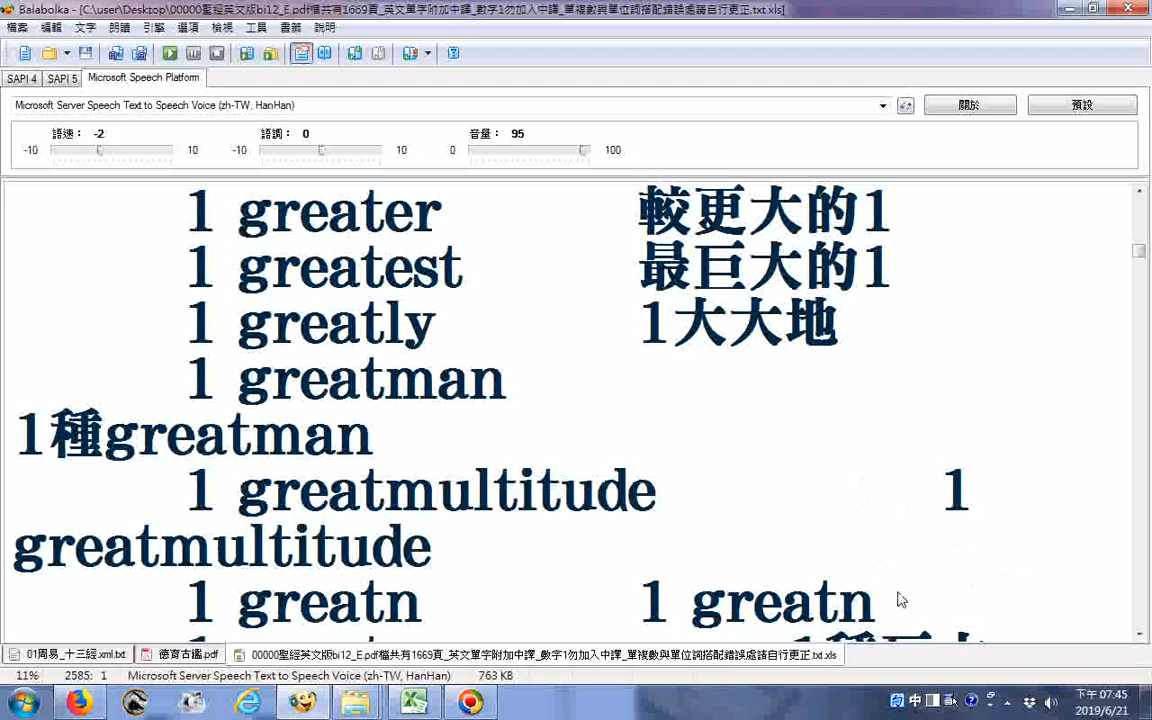 Balabolka - [C:\user\Desktop\00000聖經英文版bi12_E.pdf檔共有1669頁_英文單字附加中譯_數字1勿加入中譯_單複數與單位詞搭配錯誤處請自行更正.txt.xls]
檔案 編輯 文字 朗讀 引擎 選項 檢視 工具 書籤 說明
SAPI 4 SAPI 5 Microsoft Speech Platform
Microsoft Server Speech Text to Speech Voice (zh-TW, HanHan) 關於 預設
語速： -2 語調： 0 音量： 95
-10 10 -10 10 0 100
1 greater 較更大的1
1 greatest 最巨大的1
1 greatly 1大大地
1 greatman
1種greatman
1 greatmultitude 1
greatmultitude
1 greatn 1 greatn
01周易_十三經.xml.txt 德育古鑑.pdf 00000聖經英文版bi12_E.pdf檔共有1669頁_英文單字附加中譯_數字1勿加入中譯_單複數與單位詞搭配錯誤處請自行更正.txt.xls
11% 2585: 1 Microsoft Server Speech Text to Speech Voice (zh-TW, HanHan) 763 KB
中 下午 07:45
2019/6/21